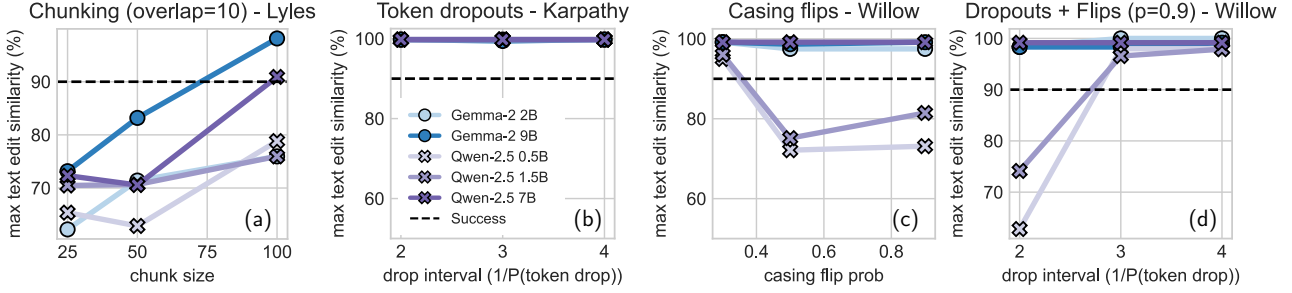 Chunking (overlap=10) - Lyles
max text edit similarity (%)
90
80
70
25
50
75
100
chunk size
(a)
Token dropouts - Karpathy
max text edit similarity (%)
100
80
60
Gemma-2 2B
Gemma-2 9B
Qwen-2.5 0.5B
Qwen-2.5 1.5B
Qwen-2.5 7B
Success
2
3
4
drop interval (1/P(token drop))
(b)
Casing flips - Willow
max text edit similarity (%)
100
90
80
70
60
0.4
0.6
0.8
casing flip prob
(c)
Dropouts + Flips (p=0.9) - Willow
max text edit similarity (%)
100
90
80
70
2
3
4
drop interval (1/P(token drop))
(d)